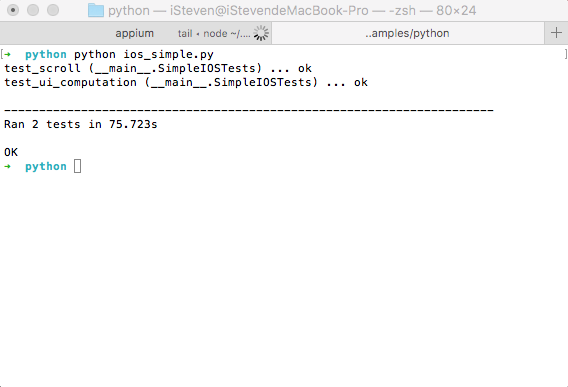 python — iSteven@iStevendeMacBook-Pro — -zsh — 80×24
appium tail • node ~/.... ..amples/python +
[➜ python python ios_simple.py ]
test_scroll (__main__.SimpleIOSTests) ... ok
test_ui_computation (__main__.SimpleIOSTests) ... ok
----------------------------------------------------------------------
Ran 2 tests in 75.723s
OK
➜ python